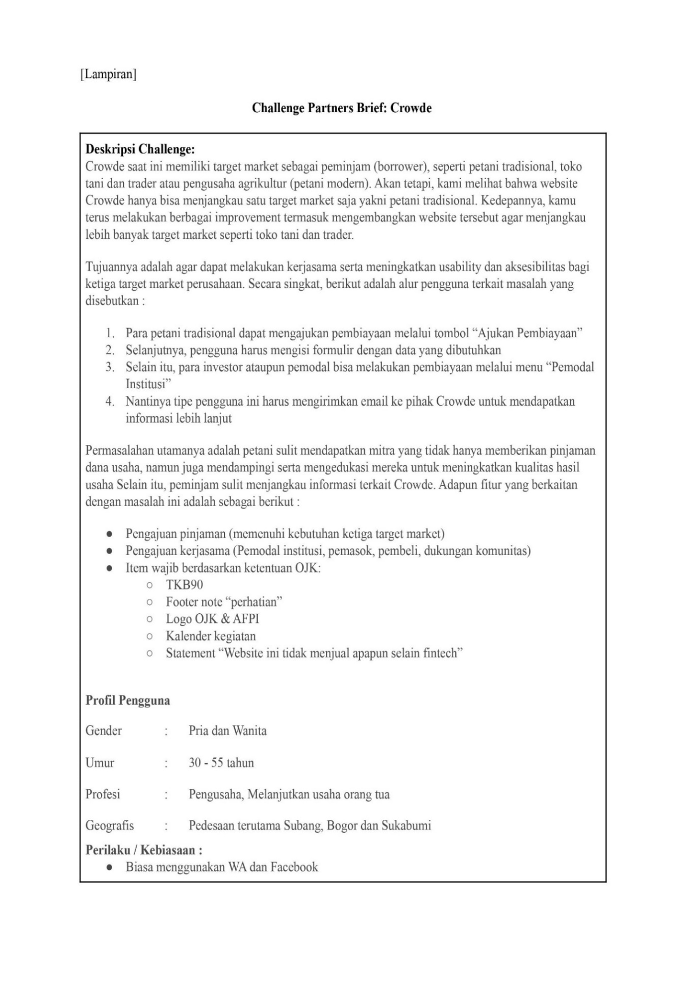 [Lampiran]
Challenge Partners Brief: Crowde
Deskripsi Challenge:
Crowde saat ini memiliki target market sebagai peminjam (borrower), seperti petani tradisional, toko
tani dan trader atau pengusaha agrikultur (petani modern). Akan tetapi, kami melihat bahwa website
Crowde hanya bisa menjangkau satu target market saja yakni petani tradisional. Kedepannya, kamu
terus melakukan berbagai improvement termasuk mengembangkan website tersebut agar menjangkau
lebih banyak target market seperti toko tani dan trader.
Tujuannya adalah agar dapat melakukan kerjasama serta meningkatkan usability dan aksesibilitas bagi
ketiga target market perusahaan. Secara singkat, berikut adalah alur pengguna terkait masalah yang
disebutkan :
1. Para petani tradisional dapat mengajukan pembiayaan melalui tombol “Ajukan Pembiayaan”
2. Selanjutnya, pengguna harus mengisi formulir dengan data yang dibutuhkan
3. Selain itu, para investor ataupun pemodal bisa melakukan pembiayaan melalui menu “Pemodal
Institusi”
4. Nantinya tipe pengguna ini harus mengirimkan email ke pihak Crowde untuk mendapatkan
informasi lebih lanjut
Permasalahan utamanya adalah petani sulit mendapatkan mitra yang tidak hanya memberikan pinjaman
dana usaha, namun juga mendampingi serta mengedukasi mereka untuk meningkatkan kualitas hasil
usaha Selain itu, peminjam sulit menjangkau informasi terkait Crowde. Adapun fitur yang berkaitan
dengan masalah ini adalah sebagai berikut :
● Pengajuan pinjaman (memenuhi kebutuhan ketiga target market)
● Pengajuan kerjasama (Pemodal institusi, pemasok, pembeli, dukungan komunitas)
● Item wajib berdasarkan ketentuan OJK:
○ TKB90
○ Footer note “perhatian”
○ Logo OJK & AFPI
○ Kalender kegiatan
○ Statement “Website ini tidak menjual apapun selain fintech”
Profil Pengguna
Gender : Pria dan Wanita
Umur : 30 - 55 tahun
Profesi : Pengusaha, Melanjutkan usaha orang tua
Geografis : Pedesaan terutama Subang, Bogor dan Sukabumi
Perilaku / Kebiasaan :
● Biasa menggunakan WA dan Facebook